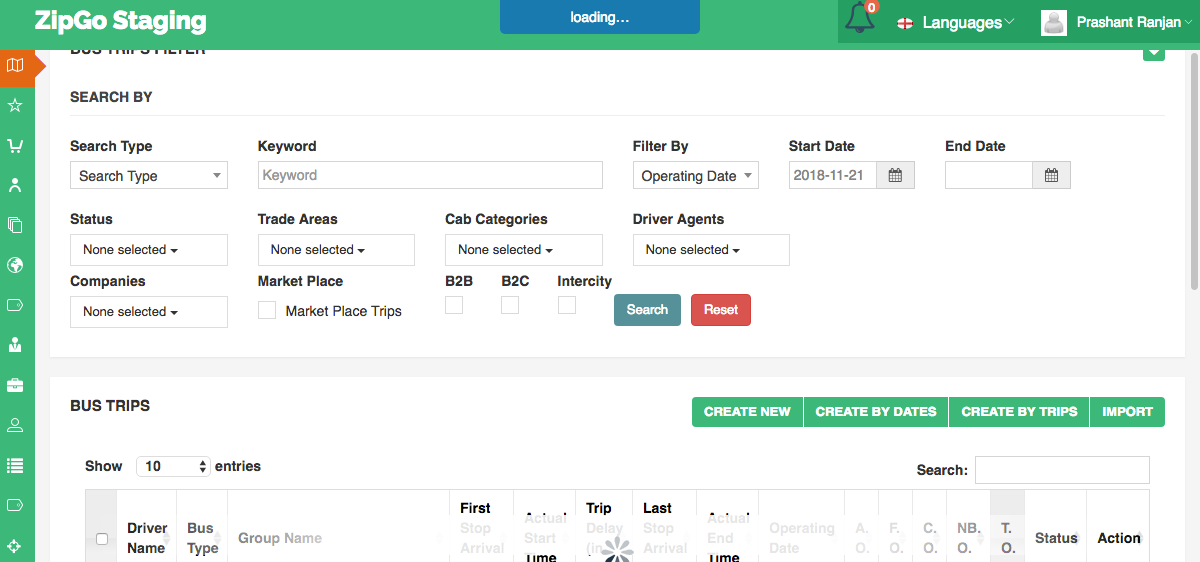 ZipGo Staging
loading...
0
Languages
Prashant Ranjan
BUS TRIPS FILTER
SEARCH BY
Search Type
Keyword
Filter By
Start Date
End Date
Search Type
Keyword
Operating Date
2018-11-21
Status
Trade Areas
Cab Categories
Driver Agents
None selected
None selected
None selected
None selected
Companies
Market Place
B2B
B2C
Intercity
None selected
Market Place Trips
Search
Reset
BUS TRIPS
CREATE NEW
CREATE BY DATES
CREATE BY TRIPS
IMPORT
Show 10 entries
Search:
Driver
Name
Bus
Type
Group Name
First
Stop
Arrival
Actual
Start
Time
Trip
Delay
(in
Last
Stop
Arrival
Actual
End
Time
Operating
Date
A.
O.
F.
O.
C.
O.
NB.
O.
T.
O.
Status
Action